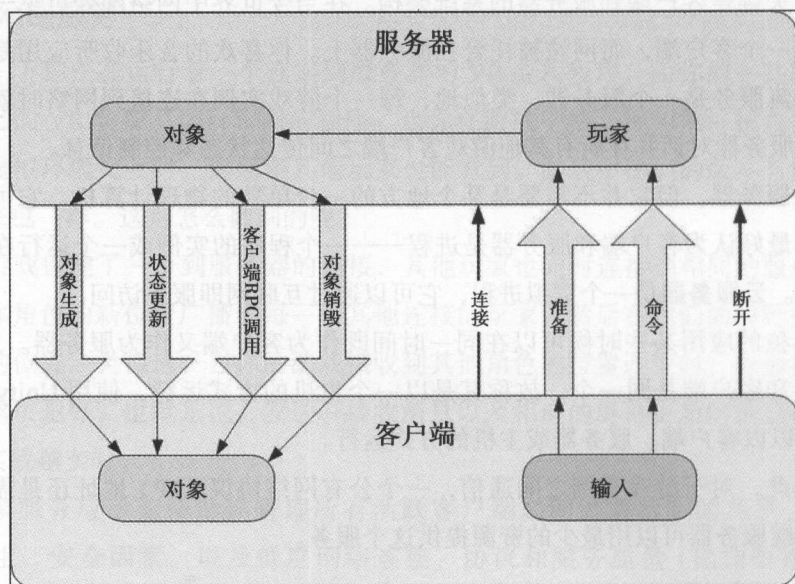 服务器
对象
玩家
对象生成
状态更新
客户端RPC调用
对象销毁
连接
准备
命令
断开
客户端
对象
输入